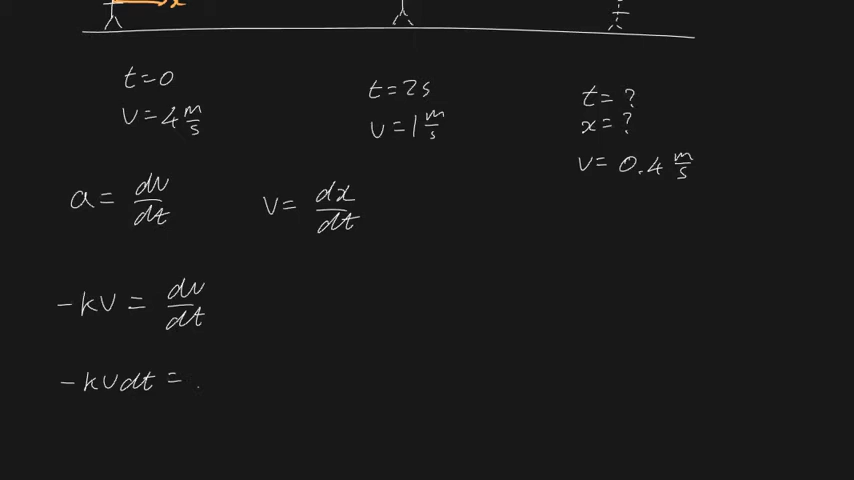 x
t=0
v=4 m/s
t=2s
v=1 m/s
t=?
x=?
v=0.4 m/s
a= dv/dt
v= dx/dt
-kv = dv/dt
-kvdt =